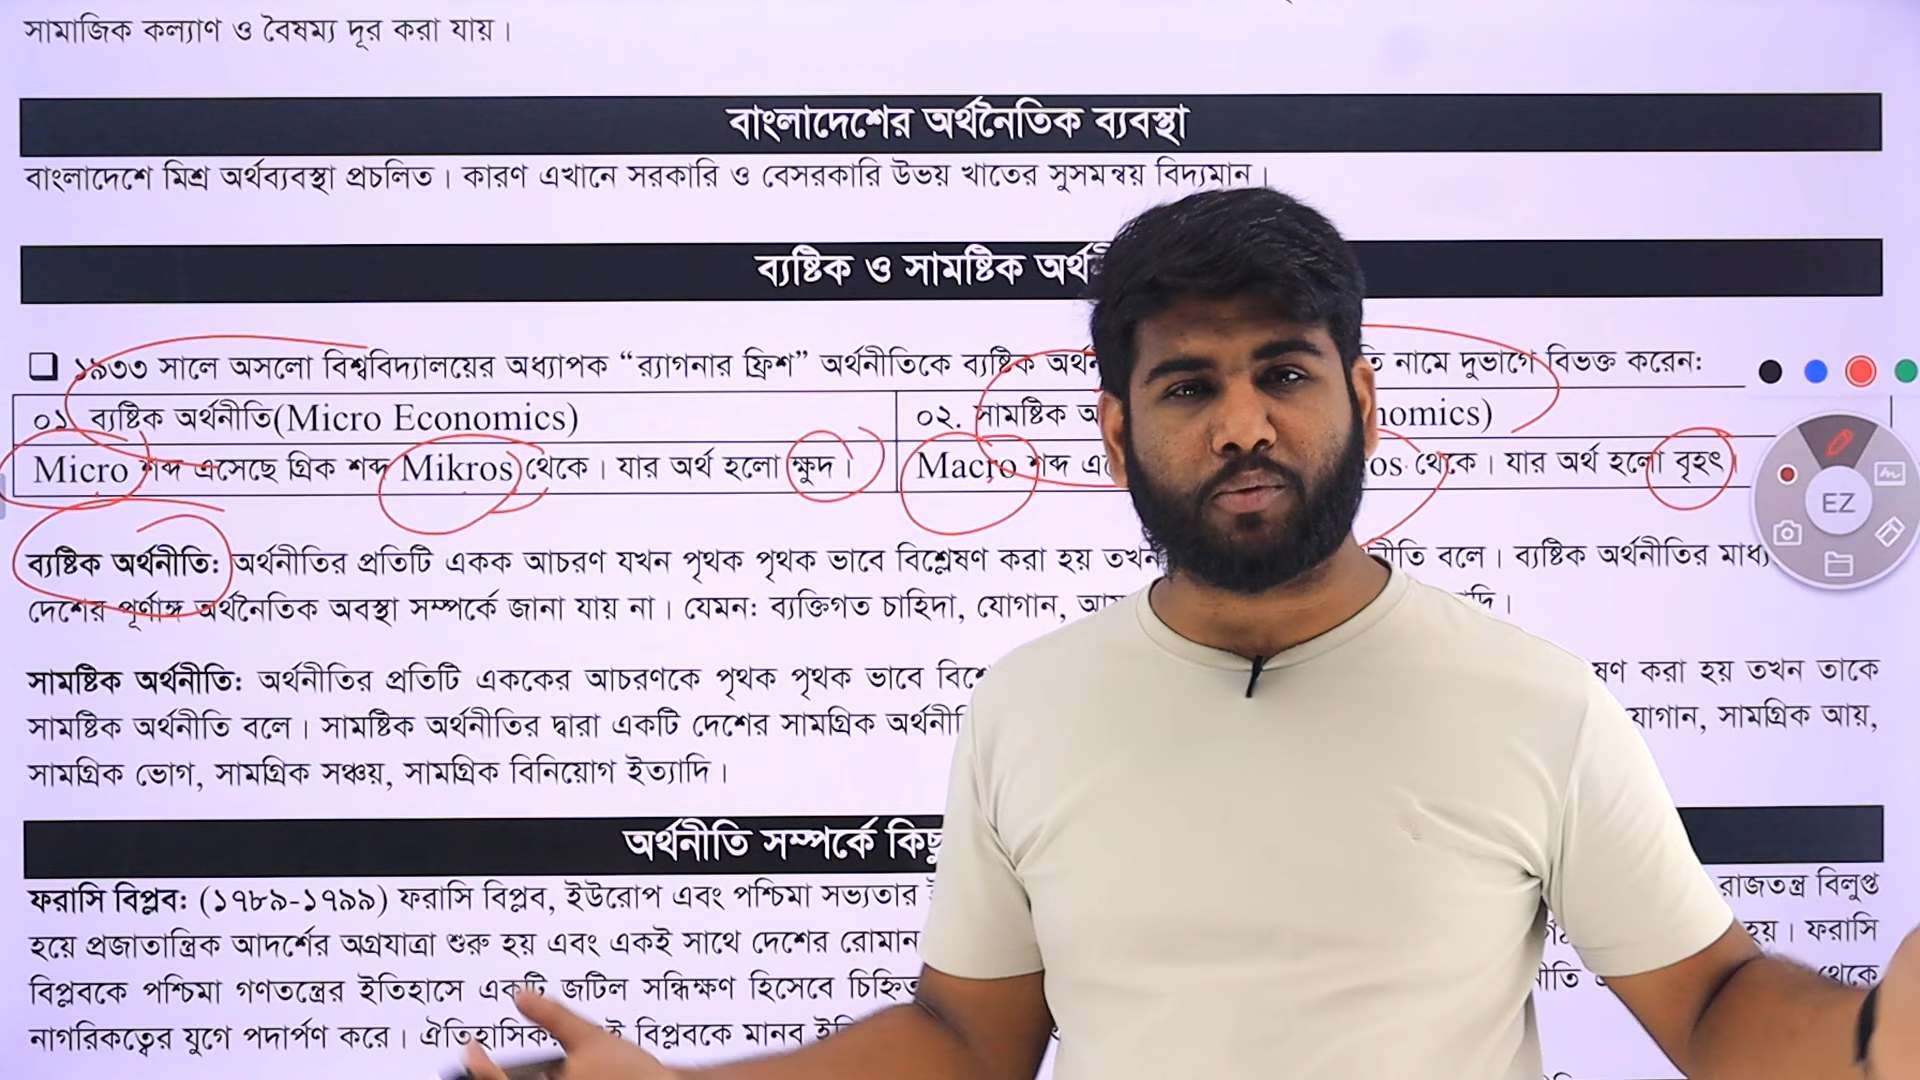 সামাজিক কল্যাণ ও বৈষম্য দূর করা যায়।
বাংলাদেশের অর্থনৈতিক ব্যবস্থা
বাংলাদেশে মিশ্র অর্থব্যবস্থা প্রচলিত। কারণ এখানে সরকারি ও বেসরকারি উভয় খাতের সুসমন্বয় বিদ্যমান।
ব্যষ্টিক ও সামষ্টিক
❑ ১৯৩৩ সালে অসলো বিশ্ববিদ্যালয়ের অধ্যাপক “র‍্যাগনার ফ্রিশ” অর্থনীতিকে ব্যষ্টিক নামে দুভাগে বিভক্ত করেন:
০১. ব্যষ্টিক অর্থনীতি(Micro Economics) ০২. সামষ্টিক nomics)
Micro শব্দ এসেছে গ্রিক শব্দ Mikros থেকে। যার অর্থ হলো ক্ষুদ। Macro শব্দ os থেকে। যার অর্থ হলো বৃহৎ।
EZ
ব্যষ্টিক অর্থনীতি: অর্থনীতির প্রতিটি একক আচরণ যখন পৃথক পৃথক ভাবে বিশ্লেষণ করা হয় বলে। ব্যষ্টিক অর্থনীতির
দেশের পূর্ণাঙ্গ অর্থনৈতিক অবস্থা সম্পর্কে জানা যায় না। যেমন: ব্যক্তিগত চাহিদা, যোগান,
সামষ্টিক অর্থনীতি: অর্থনীতির প্রতিটি এককের আচরণকে পৃথক পৃথক ভাবে করা হয় তখন তাকে
সামষ্টিক অর্থনীতি বলে। সামষ্টিক অর্থনীতির দ্বারা একটি দেশের সামগ্রিক সামগ্রিক আয়,
সামগ্রিক ভোগ, সামগ্রিক সঞ্চয়, সামগ্রিক বিনিয়োগ ইত্যাদি।
অর্থনীতি সম্পর্কে
ফরাসি বিপ্লব: (১৭৮৯-১৭৯৯) ফরাসি বিপ্লব, ইউরোপ এবং পশ্চিমা সভ্যতার রাজতন্ত্র বিলুপ্ত
হয়ে প্রজাতান্ত্রিক আদর্শের অগ্রযাত্রা শুরু হয় এবং একই সাথে দেশের রোমান হয়। ফরাসি
বিপ্লবকে পশ্চিমা গণতন্ত্রের ইতিহাসে একটি জটিল সন্ধিক্ষণ হিসেবে থেকে
নাগরিকত্বের যুগে পদার্পণ করে। বিপ্লবকে মানব